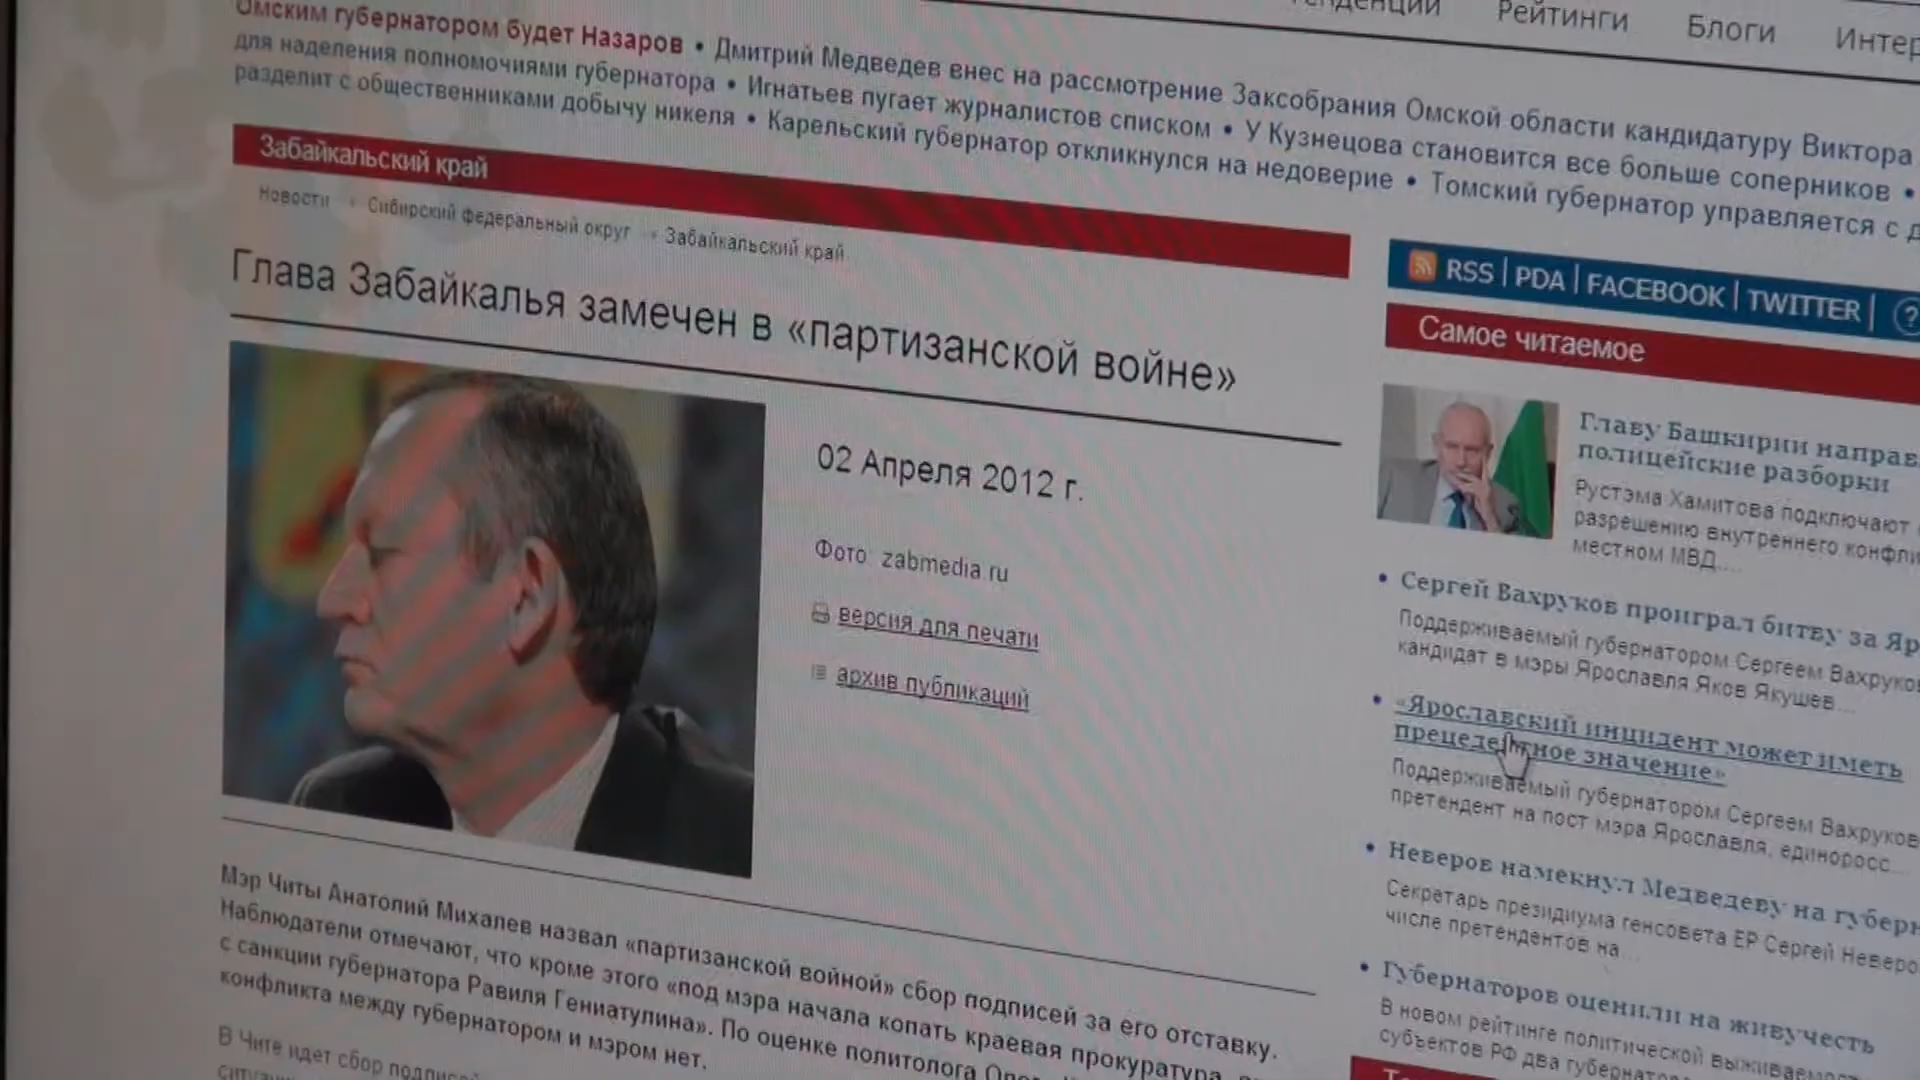 тенденции Рейтинги Блоги Интер
Омским губернатором будет Назаров • Дмитрий Медведев внес на рассмотрение Заксобрания Омской области кандидатуру Виктора
для наделения полномочиями губернатора • Игнатьев пугает журналистов списком • У Кузнецова становится все больше соперников •
разделит с общественниками добычу никеля • Карельский губернатор откликнулся на недоверие • Томский губернатор управляется с д
Забайкальский край
Новости Сибирский федеральный округ Забайкальский край
Глава Забайкалья замечен в «партизанской войне»
02 Апреля 2012 г.
Фото: zabmedia.ru
версия для печати
архив публикаций
Мэр Читы Анатолий Михалев назвал «партизанской войной» сбор подписей за его отставку.
Наблюдатели отмечают, что кроме этого «под мэра начала копать краевая прокуратура
с санкции губернатора Равиля Гениатулина». По оценке политолога
конфликта между губернатором и мэром нет.
В Чите идет сбор
RSS | PDA | FACEBOOK | TWITTER | ?
Самое читаемое
Главу Башкирии направ
полицейские разборки
Рустэма Хамитова подключают
разрешению внутреннего конфли
местном МВД....
• Сергей Вахруков проиграл битву за Яр
Поддерживаемый губернатором Сергеем Вахруков
кандидат в мэры Ярославля Яков Якушев....
• «Ярославский инцидент может иметь
прецедентное значение»
Поддерживаемый губернатором Сергеем Вахруков
претендент на пост мэра Ярославля, единоросс...
• Неверов намекнул Медведеву на губерн
Секретарь президиума генсовета ЕР Сергей Неверо
числе претендентов на...
• Губернаторов оценили на живучесть
В новом рейтинге политической выживаемос
субъектов РФ два губернато